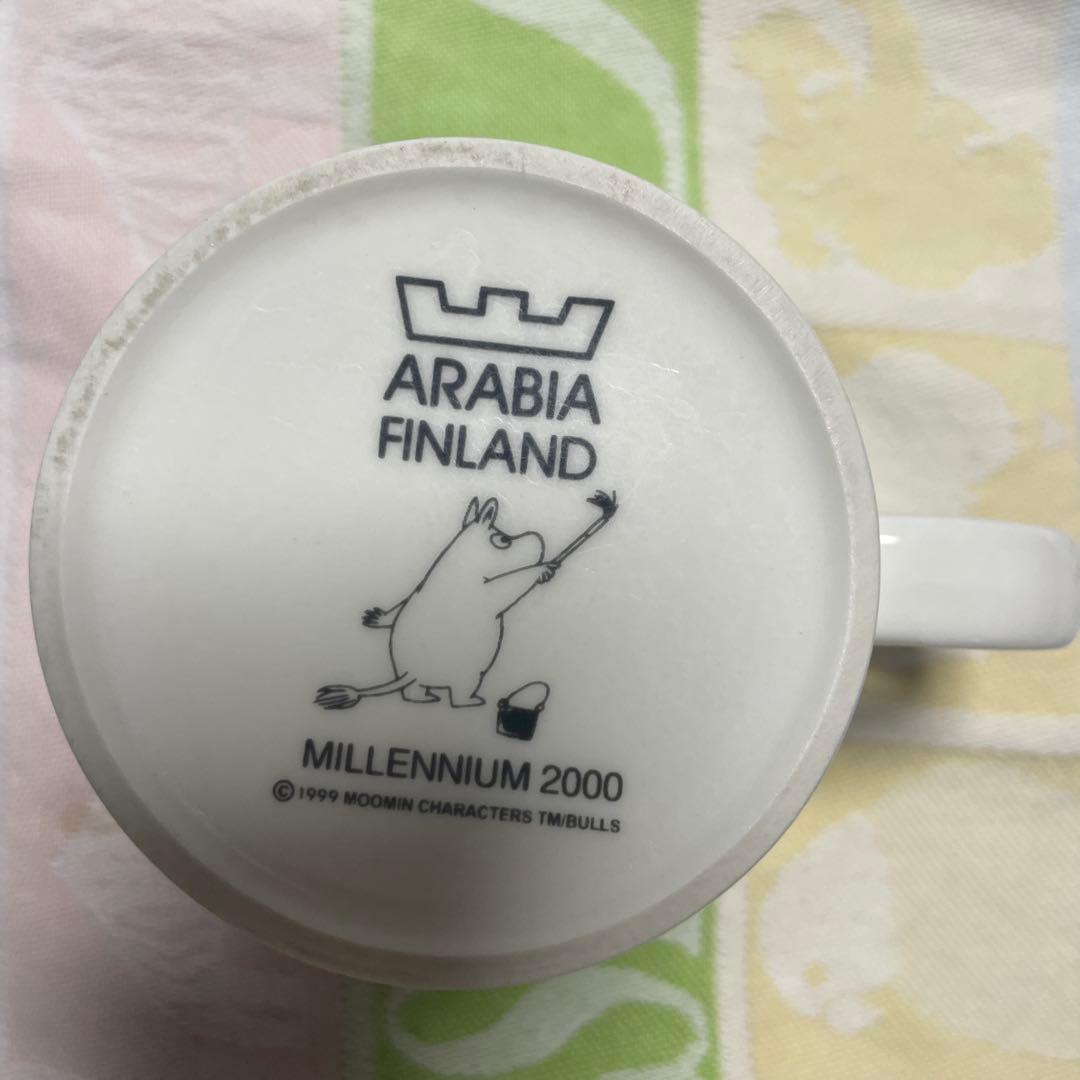 ARABIA
FINLAND
MILLENNIUM 2000
© 1999 MOOMIN CHARACTERS TM/BULLS